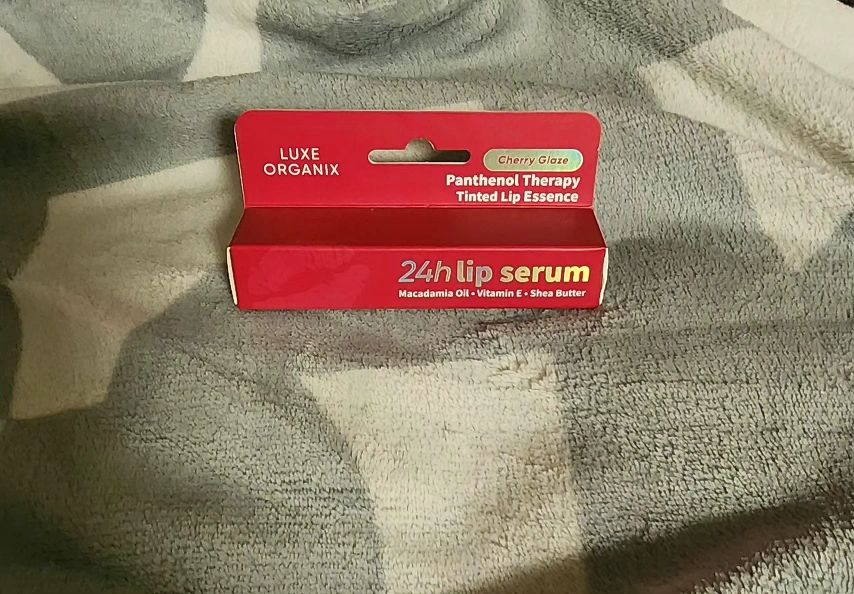 LUXE
ORGANIX
Cherry Glaze
Panthenol Therapy
Tinted Lip Essence
24h lip serum
Macadamia Oil • Vitamin E • Shea Butter